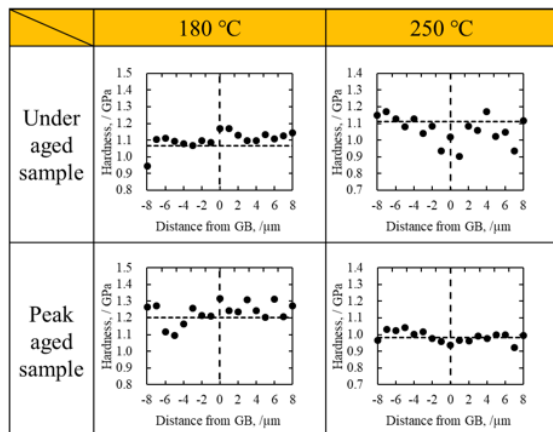 180 °C
250 °C
Under
aged
sample
Hardness, / GPa
1.5
1.4
1.3
1.2
1.1
1.0
0.9
0.8
-8 -6 -4 -2 0 2 4 6 8
Distance from GB, /μm
Hardness, / GPa
1.4
1.3
1.2
1.1
1.0
0.9
0.8
0.7
-8 -6 -4 -2 0 2 4 6 8
Distance from GB, /μm
Peak
aged
sample
Hardness, / GPa
1.5
1.4
1.3
1.2
1.1
1.0
0.9
0.8
0.7
-8 -6 -4 -2 0 2 4 6 8
Distance from GB, /μm
Hardness, / GPa
1.5
1.4
1.3
1.2
1.1
1.0
0.9
0.8
0.7
-8 -6 -4 -2 0 2 4 6 8
Distance from GB, /μm